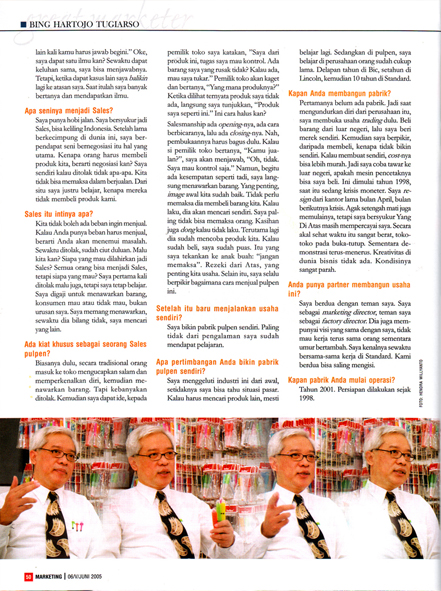 BING HARTOJO TUGIARSO
lain kali kamu harus jawab begini." Oke,
saya dapat satu ilmu kan? Sewaktu dapat
keluhan sama, saya bisa menjawabnya.
Tetapi, ketika dapat kasus lain saya balikin
lagi ke atasan saya. Saat itulah saya banyak
bertanya dan mendapatkan ilmu.
Apa seninya menjadi Sales?
Saya punya hobi jalan. Saya bersyukur jadi
Sales, bisa keliling Indonesia. Setelah lama
berkecimpung di dunia ini, saya ber-
pendapat seni bernegosiasi itu hal yang
utama. Kenapa orang harus membeli
produk kita, berarti negosiasi kan? Saya
sendiri kalau ditolak tidak apa-apa. Kita
tidak bisa memaksa dalam berjualan. Dari
situ saya justru belajar, kenapa mereka
tidak membeli produk kami.
Sales itu intinya apa?
Kita tidak boleh ada beban ingin menjual.
Kalau Anda punya beban harus menjual,
berarti Anda akan menemui masalah.
Sewaktu ditolak, sudah ciut duluan. Malu
kita kan? Siapa yang mau dilahirkan jadi
Sales? Semua orang bisa menjadi Sales,
tetapi siapa yang mau? Saya pertama kali
ditolak malu juga, tetapi saya tetap belajar.
Saya digaji untuk menawarkan barang,
konsumen mau atau tidak mau, bukan
urusan saya. Saya memang menawarkan,
sewaktu dia bilang tidak, saya mencari
yang lain.
Ada kiat khusus sebagai seorang Sales
pulpen?
Biasanya dulu, secara tradisional orang
masuk ke toko mengucapkan salam dan
memperkenalkan diri, kemudian me-
nawarkan barang. Tapi kebanyakan
ditolak. Kemudian saya dapat ide, kepada
pemilik toko saya katakan, "Saya dari
produk ini, tugas saya mau kontrol. Ada
barang saya yang rusak tidak? Kalau ada,
mau saya tukar." Pemilik toko akan kaget
dan bertanya, "Yang mana produknya?"
Ketika dilihat ternyata produk saya tidak
ada, langsung saya tunjukkan, "Produk
saya seperti ini." Ini cara halus kan?
Salesmanship ada opening-nya, ada cara
berbicaranya, lalu ada closing-nya. Nah,
pembukaannya harus bagus dulu. Kalau
si pemilik toko bertanya, "Kamu jua-
lan?", saya akan menjawab, "Oh, tidak.
Saya mau kontrol saja." Namun, begitu
ada kesempatan seperti tadi, saya lang-
sung menawarkan barang. Yang penting,
image awal kita sudah baik. Tidak perlu
memaksa dia membeli barang kita. Kalau
laku, dia akan mencari sendiri. Saya pa-
ling tidak bisa memaksa orang. Kasihan
juga dong kalau tidak laku. Terutama lagi
dia sudah mencoba produk kita. Kalau
sudah beli, saya sudah puas. Itu yang
saya tekankan ke anak buah: "jangan
memaksa". Rezeki dari Atas, yang
penting kita usaha. Selain itu, saya selalu
berpikir bagaimana cara menjual pulpen
ini.
Setelah itu baru menjalankan usaha
sendiri?
Saya bikin pabrik pulpen sendiri. Paling
tidak dari pengalaman saya sudah
mendapat pelajaran.
Apa pertimbangan Anda bikin pabrik
pulpen sendiri?
Saya menggeluti industri ini dari awal,
setidaknya saya bisa tahu situasi pasar.
Kalau harus mencari produk lain, mesti
belajar lagi. Sedangkan di pulpen, saya
belajar di perusahaan orang sudah cukup
lama. Delapan tahun di Bic, setahun di
Lincoln, kemudian 10 tahun di Standard.
Kapan Anda membangun pabrik?
Pertamanya belum ada pabrik. Jadi saat
mengundurkan diri dari perusahaan itu,
saya membuka usaha trading dulu. Beli
barang dari luar negeri, lalu saya beri
merek sendiri. Kemudian saya berpikir,
daripada membeli, kenapa tidak bikin
sendiri. Kalau membuat sendiri, cost-nya
bisa lebih murah. Jadi saya coba tawar ke
luar negeri, apakah mesin pencetaknya
bisa saya beli. Ini dimulai tahun 1998,
saat itu sedang krisis moneter. Saya re-
sign dari kantor lama bulan April, bulan
berikutnya krisis. Agak setengah mati juga
memulainya, tetapi saya bersyukur Yang
Di Atas masih mempercayai saya. Secara
akal sehat waktu itu sangat berat, toko-
toko pada buka-tutup. Sementara de-
monstrasi terus-menerus. Kreativitas di
dunia bisnis tidak ada. Kondisinya
sangat parah.
Anda punya partner membangun usaha
ini?
Saya berdua dengan teman saya. Saya
sebagai marketing director, teman saya
sebagai factory director. Dia juga mem-
punyai visi yang sama dengan saya, tidak
mau kerja terus sama orang sementara
umur bertambah. Saya kenalnya sewaktu
bersama-sama kerja di Standard. Kami
berdua bisa saling mengisi.
Kapan pabrik Anda mulai operasi?
Tahun 2001. Persiapan dilakukan sejak
1998.
FOTO: HENDRA WILLIANTO
50 MARKETING | 06/V/JUNI 2005